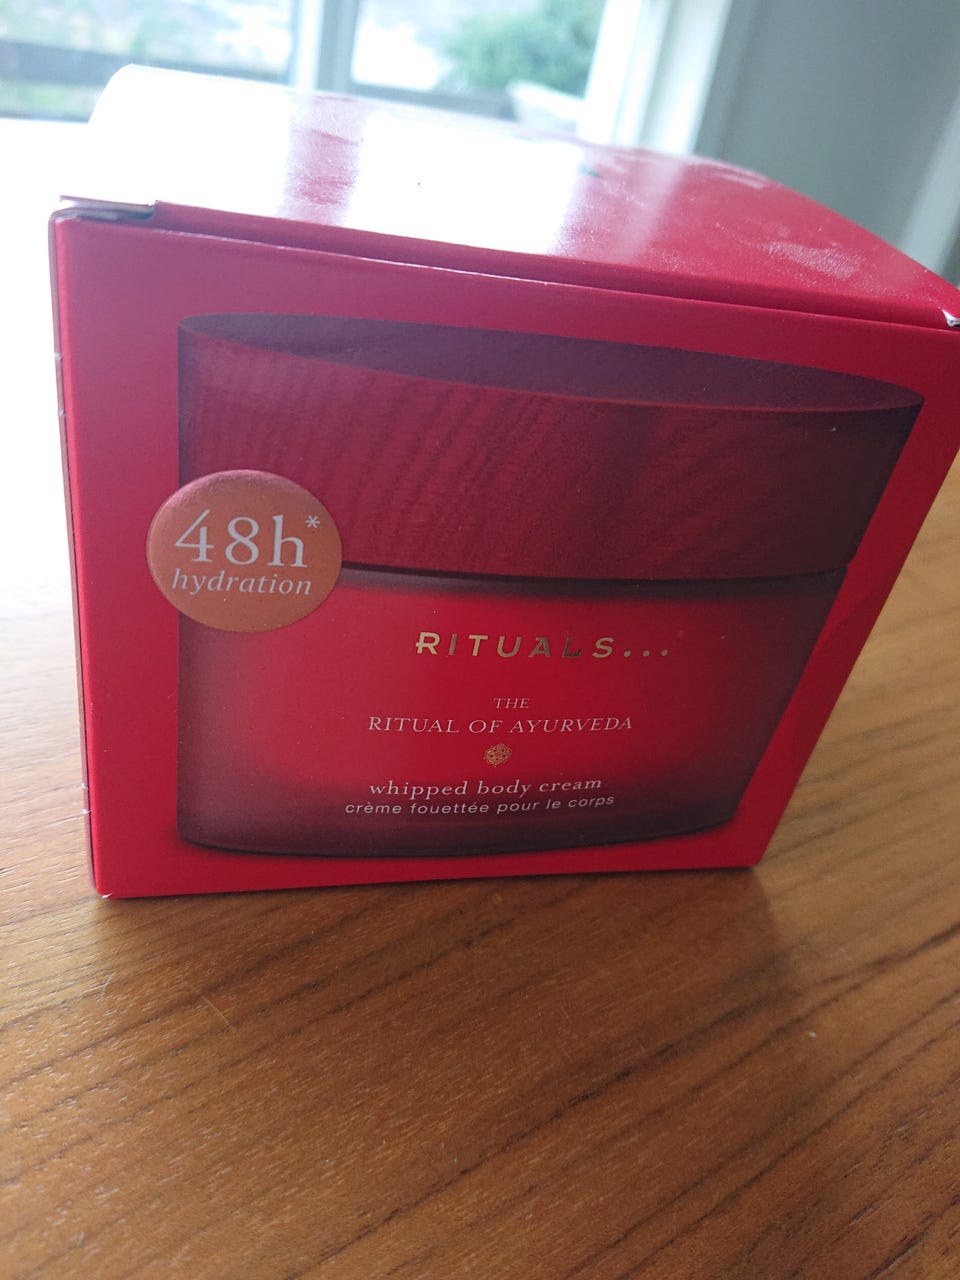 48h*
hydration
RITUALS...
THE
RITUAL OF AYURVEDA
whipped body cream
crème fouettée pour le corps